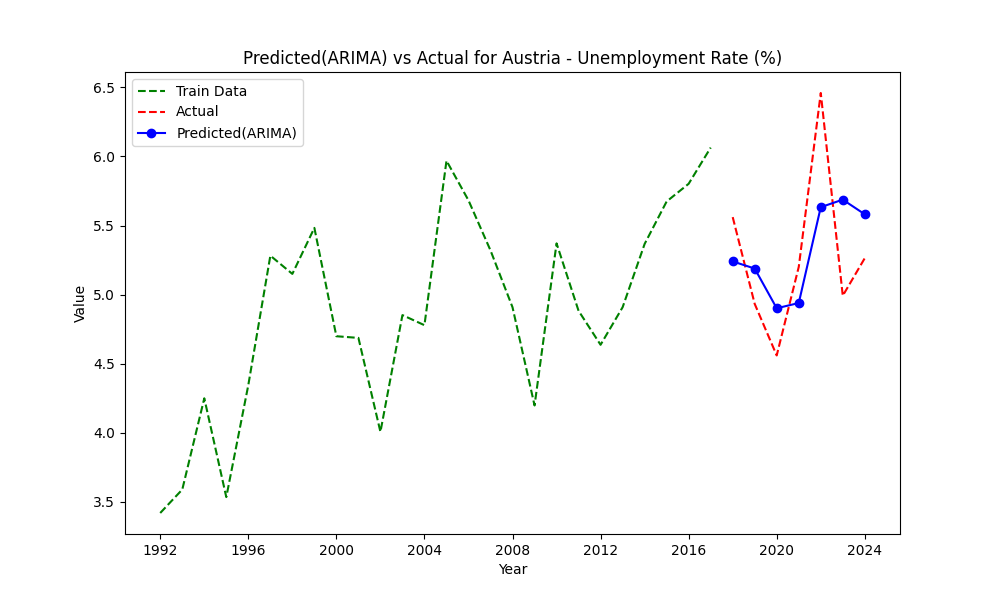 Predicted(ARIMA) vs Actual for Austria - Unemployment Rate (%)
Train Data
Actual
Predicted(ARIMA)
6.5
6.0
5.5
5.0
4.5
4.0
3.5
Value
1992 1996 2000 2004 2008 2012 2016 2020 2024
Year